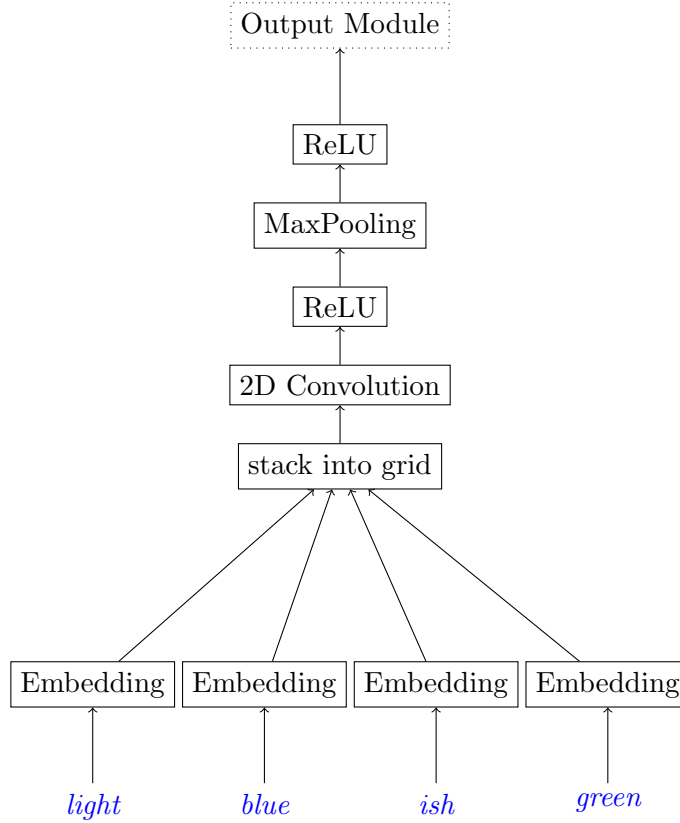 Output Module
ReLU
MaxPooling
ReLU
2D Convolution
stack into grid
Embedding Embedding Embedding Embedding
light blue ish green